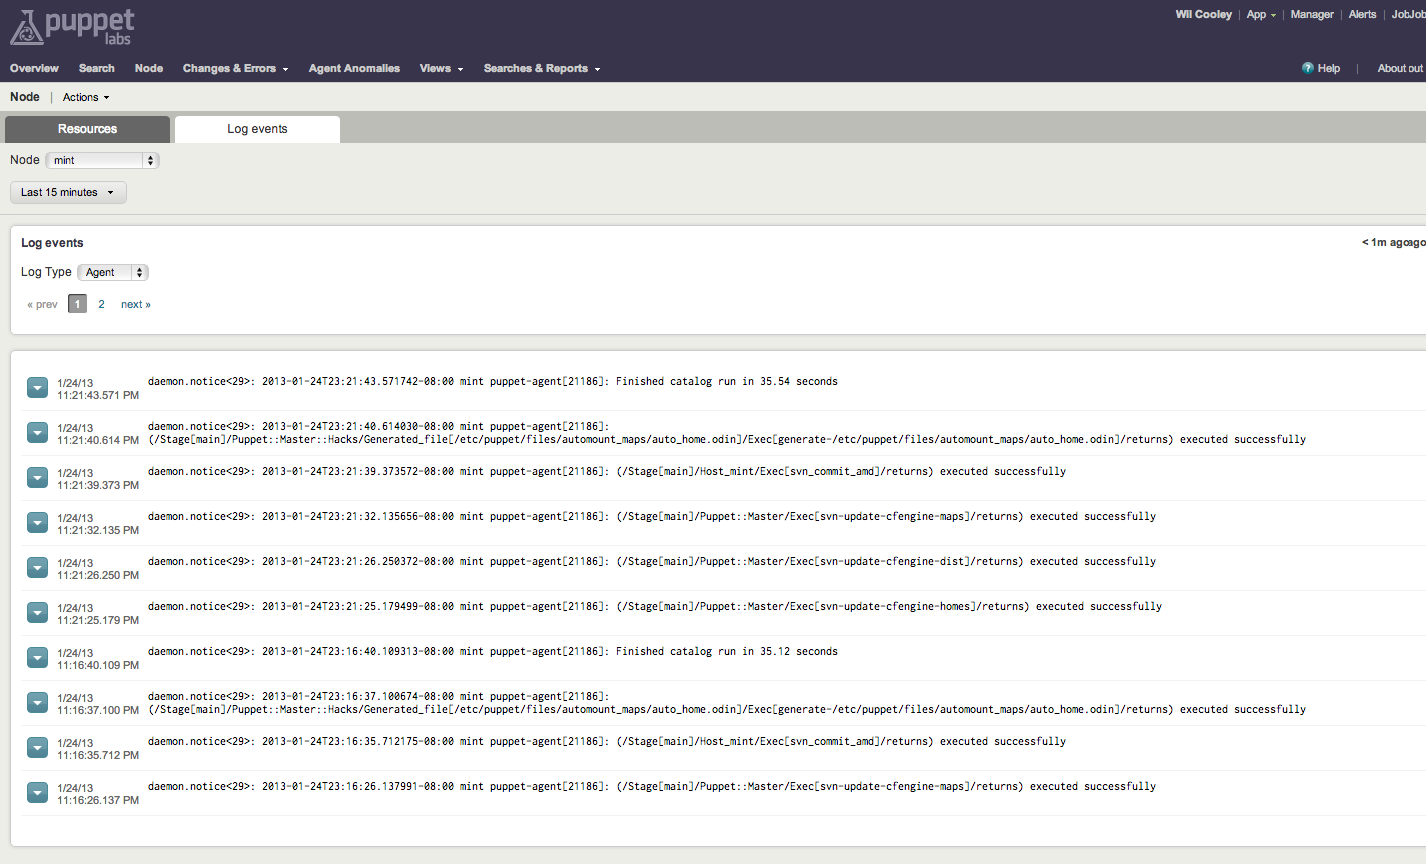 puppet labs
Wil Cooley | App | Manager | Alerts | JobJob
Overview Search Node Changes & Errors Agent Anomalies Views Searches & Reports ? Help | About out
Node | Actions
Resources Log events
Node mint
Last 15 minutes
Log events < 1m agoago
Log Type Agent
« prev 1 2 next »
1/24/13 daemon.notice<29>: 2013-01-24T23:21:43.571742-08:00 mint puppet-agent[21186]: Finished catalog run in 35.54 seconds
11:21:43.571 PM
1/24/13 daemon.notice<29>: 2013-01-24T23:21:40.614030-08:00 mint puppet-agent[21186]:
11:21:40.614 PM (/Stage[main]/Puppet::Master::Hacks/Generated_file[/etc/puppet/files/automount_maps/auto_home.odin]/Exec[generate-/etc/puppet/files/automount_maps/auto_home.odin]/returns) executed successfully
1/24/13 daemon.notice<29>: 2013-01-24T23:21:39.373572-08:00 mint puppet-agent[21186]: (/Stage[main]/Host_mint/Exec[svn_commit_amd]/returns) executed successfully
11:21:39.373 PM
1/24/13 daemon.notice<29>: 2013-01-24T23:21:32.135656-08:00 mint puppet-agent[21186]: (/Stage[main]/Puppet::Master/Exec[svn-update-cfengine-maps]/returns) executed successfully
11:21:32.135 PM
1/24/13 daemon.notice<29>: 2013-01-24T23:21:26.250372-08:00 mint puppet-agent[21186]: (/Stage[main]/Puppet::Master/Exec[svn-update-cfengine-dist]/returns) executed successfully
11:21:26.250 PM
1/24/13 daemon.notice<29>: 2013-01-24T23:21:25.179499-08:00 mint puppet-agent[21186]: (/Stage[main]/Puppet::Master/Exec[svn-update-cfengine-homes]/returns) executed successfully
11:21:25.179 PM
1/24/13 daemon.notice<29>: 2013-01-24T23:16:40.109313-08:00 mint puppet-agent[21186]: Finished catalog run in 35.12 seconds
11:16:40.109 PM
1/24/13 daemon.notice<29>: 2013-01-24T23:16:37.100674-08:00 mint puppet-agent[21186]:
11:16:37.100 PM (/Stage[main]/Puppet::Master::Hacks/Generated_file[/etc/puppet/files/automount_maps/auto_home.odin]/Exec[generate-/etc/puppet/files/automount_maps/auto_home.odin]/returns) executed successfully
1/24/13 daemon.notice<29>: 2013-01-24T23:16:35.712175-08:00 mint puppet-agent[21186]: (/Stage[main]/Host_mint/Exec[svn_commit_amd]/returns) executed successfully
11:16:35.712 PM
1/24/13 daemon.notice<29>: 2013-01-24T23:16:26.137991-08:00 mint puppet-agent[21186]: (/Stage[main]/Puppet::Master/Exec[svn-update-cfengine-maps]/returns) executed successfully
11:16:26.137 PM